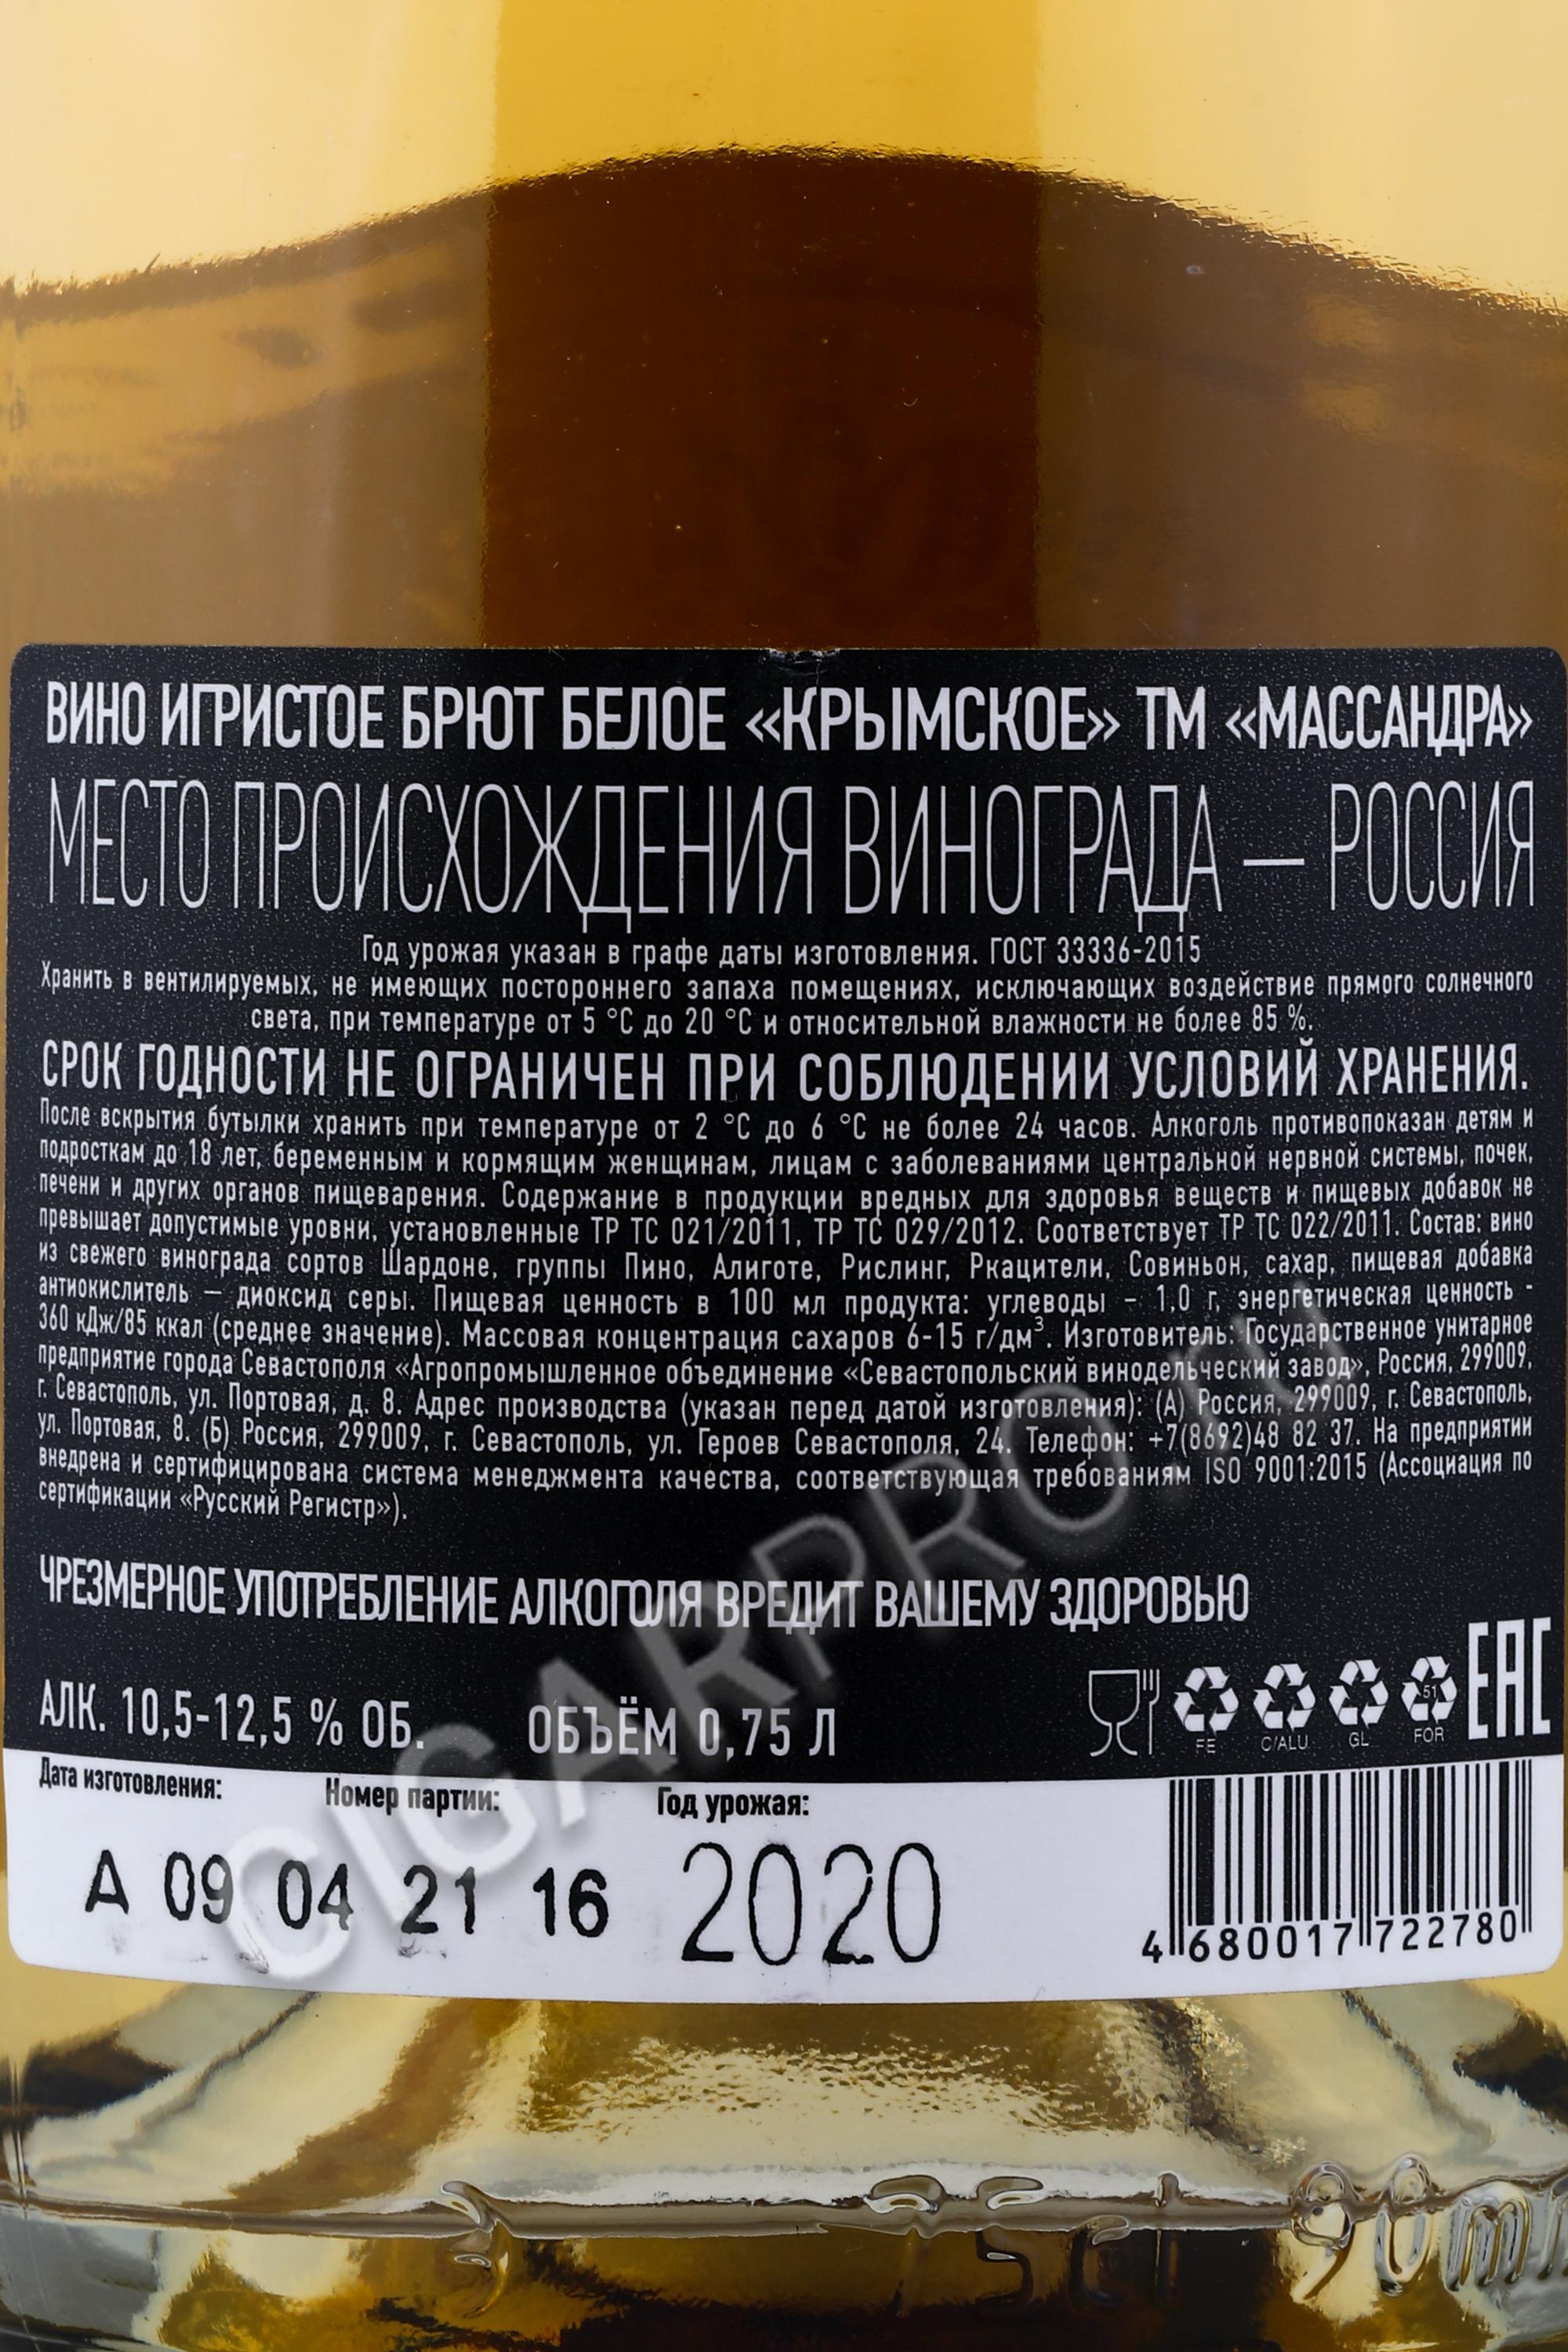 ВИНО ИГРИСТОЕ БРЮТ БЕЛОЕ «КРЫМСКОЕ» ТМ «МАССАНДРА»
МЕСТО ПРОИСХОЖДЕНИЯ ВИНОГРАДА — РОССИЯ
Год урожая указан в графе даты изготовления. ГОСТ 33336-2015
Хранить в вентилируемых, не имеющих постороннего запаха помещениях, исключающих воздействие прямого солнечного
света, при температуре от 5 °С до 20 °С и относительной влажности не более 85 %.
СРОК ГОДНОСТИ НЕ ОГРАНИЧЕН ПРИ СОБЛЮДЕНИИ УСЛОВИЙ ХРАНЕНИЯ.
После вскрытия бутылки хранить при температуре от 2 °С до 6 °С не более 24 часов. Алкоголь противопоказан детям и
подросткам до 18 лет, беременным и кормящим женщинам, лицам с заболеваниями центральной нервной системы, почек,
печени и других органов пищеварения. Содержание в продукции вредных для здоровья веществ и пищевых добавок не
превышает допустимые уровни, установленные ТР ТС 021/2011, ТР ТС 029/2012. Соответствует ТР ТС 022/2011. Состав: вино
из свежего винограда сортов Шардоне, группы Пино, Алиготе, Рислинг, Ркацители, Совиньон, сахар, пищевая добавка
антиокислитель — диоксид серы. Пищевая ценность в 100 мл продукта: углеводы – 1,0 г, энергетическая ценность -
360 кДж/85 ккал (среднее значение). Массовая концентрация сахаров 6-15 г/дм³. Изготовитель: Государственное унитарное
предприятие города Севастополя «Агропромышленное объединение «Севастопольский винодельческий завод», Россия, 299009,
г. Севастополь, ул. Портовая, д. 8. Адрес производства (указан перед датой изготовления): (А) Россия, 299009, г. Севастополь,
ул. Портовая, 8. (Б) Россия, 299009, г. Севастополь, ул. Героев Севастополя, 24. Телефон: +7(8692)48 82 37. На предприятии
внедрена и сертифицирована система менеджмента качества, соответствующая требованиям ISO 9001:2015 (Ассоциация по
сертификации «Русский Регистр»).
ЧРЕЗМЕРНОЕ УПОТРЕБЛЕНИЕ АЛКОГОЛЯ ВРЕДИТ ВАШЕМУ ЗДОРОВЬЮ
АЛК. 10,5-12,5 % ОБ. ОБЪЁМ 0,75 Л
FE C/ALU GL 51 FOR EAC
Дата изготовления: Номер партии: Год урожая:
А 09 04 21 16 2020
4 680017 722780
CIGARPRO.ru
75cl 90mm